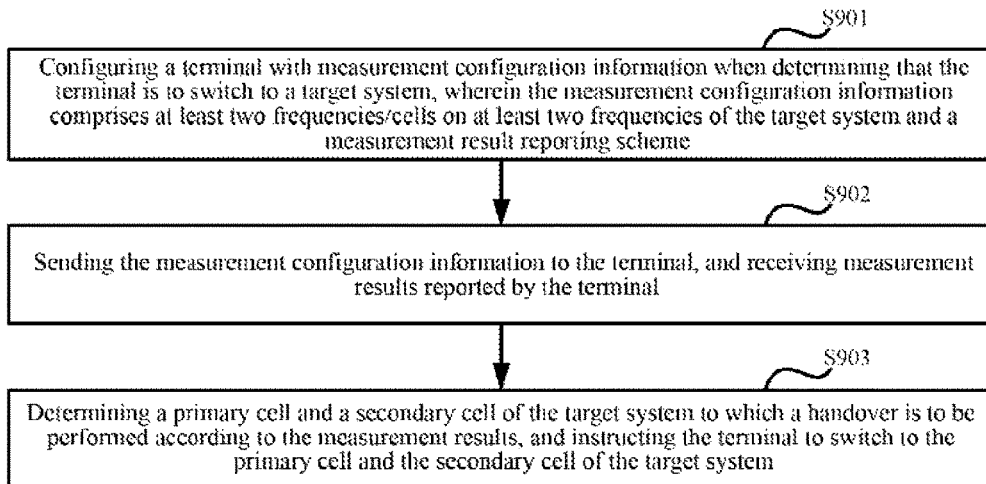 S901
Configuring a terminal with measurement configuration information when determining that the
terminal is to switch to a target system, wherein the measurement configuration information
comprises at least two frequencies/cells on at least two frequencies of the target system and a
measurement result reporting scheme
S902
Sending the measurement configuration information to the terminal, and receiving measurement
results reported by the terminal
S903
Determining a primary cell and a secondary cell of the target system to which a handover is to be
performed according to the measurement results, and instructing the terminal to switch to the
primary cell and the secondary cell of the target system